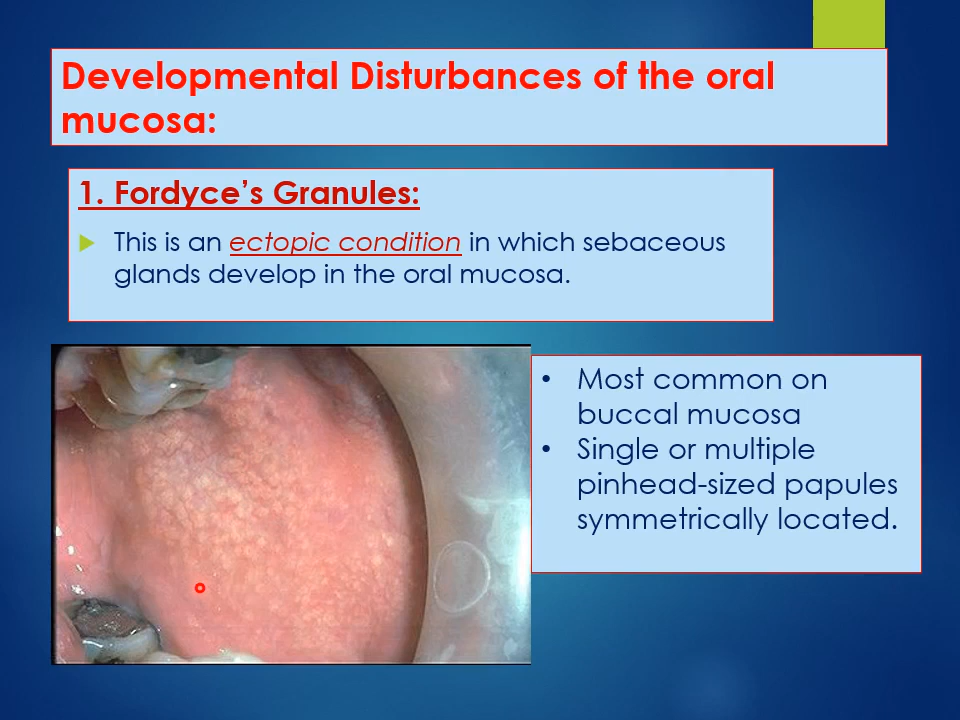 Developmental Disturbances of the oral
mucosa:
1. Fordyce’s Granules:
This is an ectopic condition in which sebaceous
glands develop in the oral mucosa.
• Most common on
buccal mucosa
• Single or multiple
pinhead-sized papules
symmetrically located.